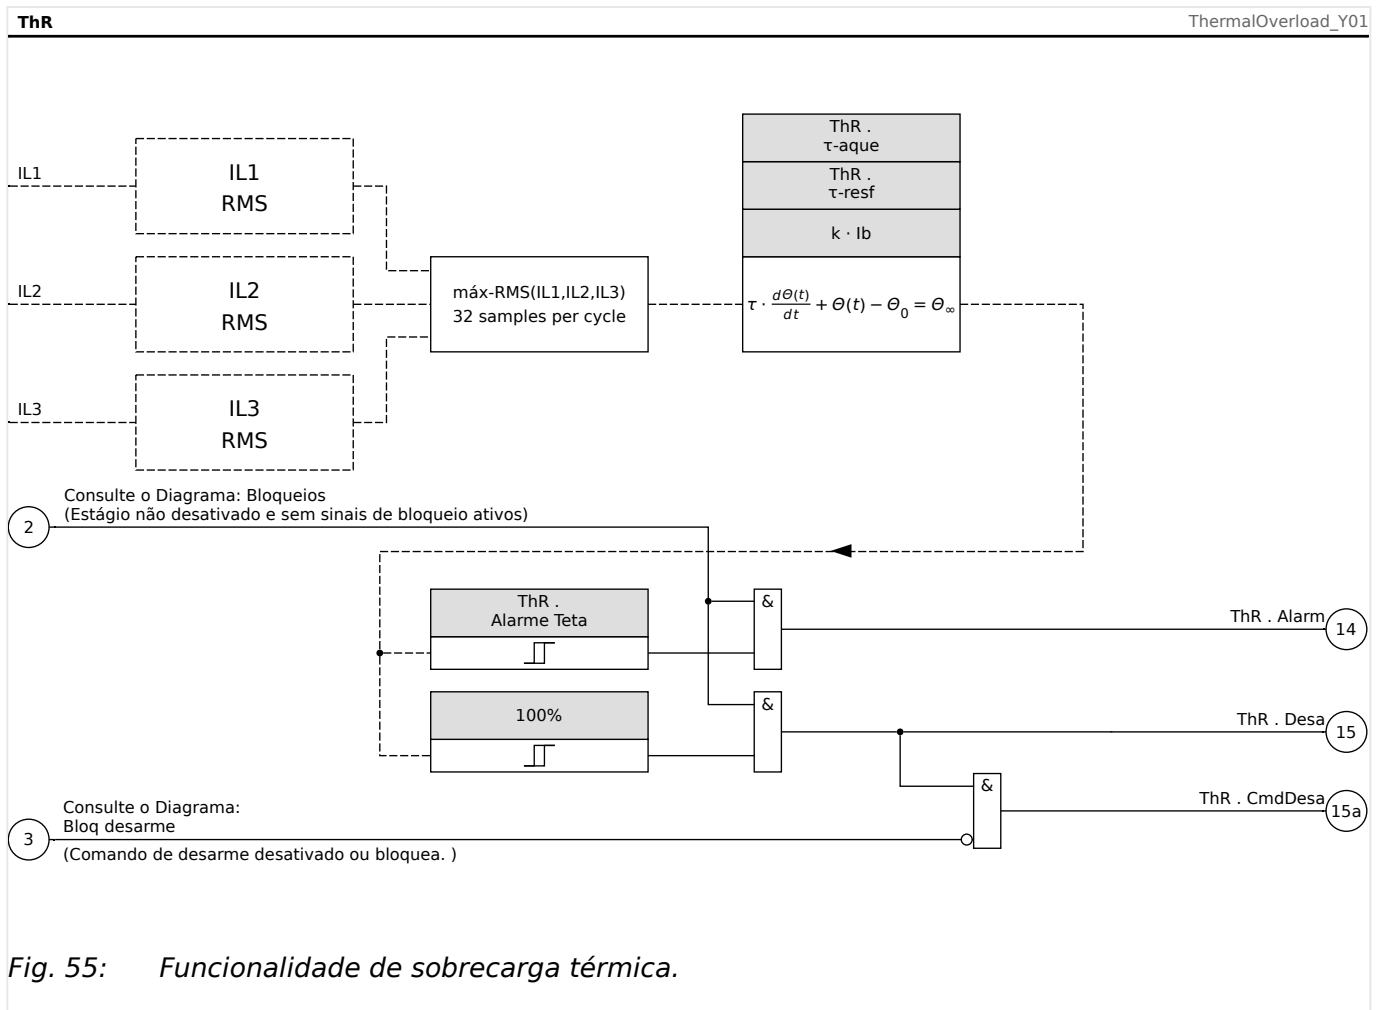 ThR
ThermalOverload_Y01
ThR .
τ-aque
ThR .
τ-resf
k · Ib
IL1
IL1
RMS
IL2
IL2
RMS
máx-RMS(IL1,IL2,IL3)
32 samples per cycle
τ · dΘ(t)/dt + Θ(t) − Θ₀ = Θ∞
IL3
IL3
RMS
Consulte o Diagrama: Bloqueios
(Estágio não desativado e sem sinais de bloqueio ativos)
2
ThR .
Alarme Teta
&
ThR . Alarm
14
100%
&
ThR . Desa
15
&
ThR . CmdDesa
15a
Consulte o Diagrama:
Bloq desarme
3
(Comando de desarme desativado ou bloquea. )
Fig. 55: Funcionalidade de sobrecarga térmica.